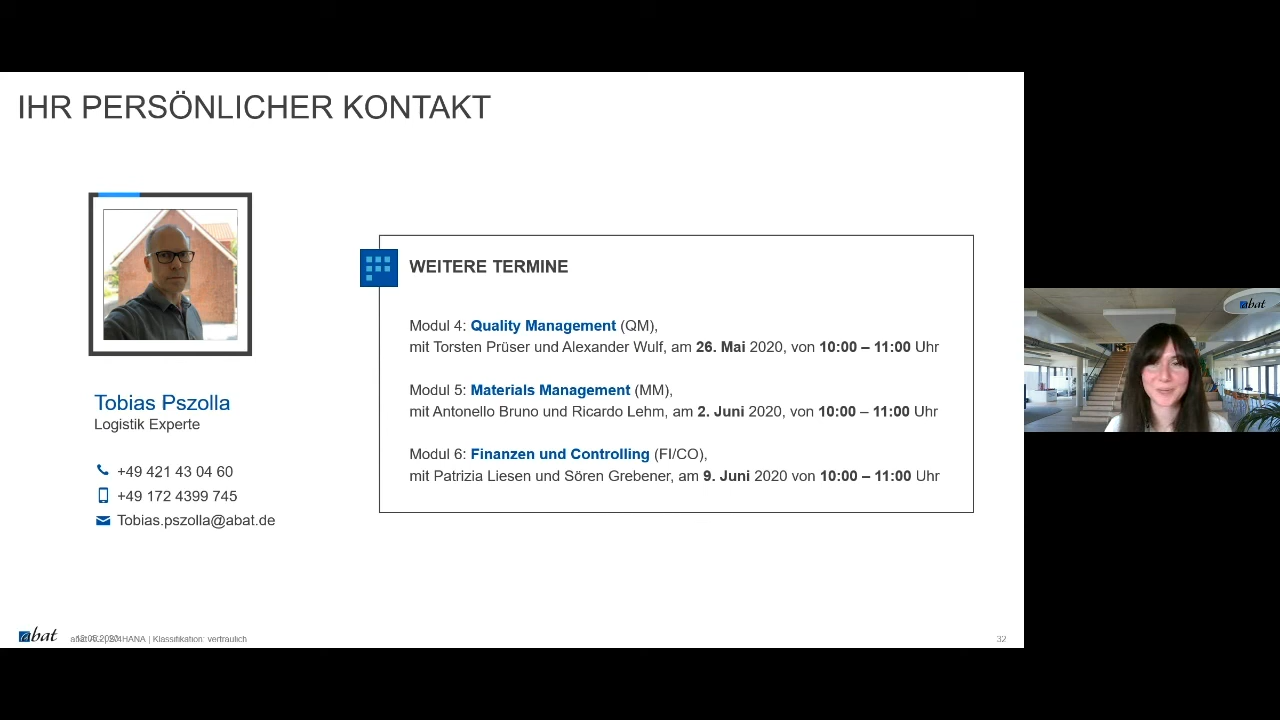 IHR PERSÖNLICHER KONTAKT
Tobias Pszolla
Logistik Experte
+49 421 43 04 60
+49 172 4399 745
Tobias.pszolla@abat.de
WEITERE TERMINE
Modul 4: Quality Management (QM),
mit Torsten Prüser und Alexander Wulf, am 26. Mai 2020, von 10:00 – 11:00 Uhr
Modul 5: Materials Management (MM),
mit Antonello Bruno und Ricardo Lehm, am 2. Juni 2020, von 10:00 – 11:00 Uhr
Modul 6: Finanzen und Controlling (FI/CO),
mit Patrizia Liesen und Sören Grebener, am 9. Juni 2020 von 10:00 – 11:00 Uhr
abat
S/4HANA | Klassifikation: vertraulich
32
abat